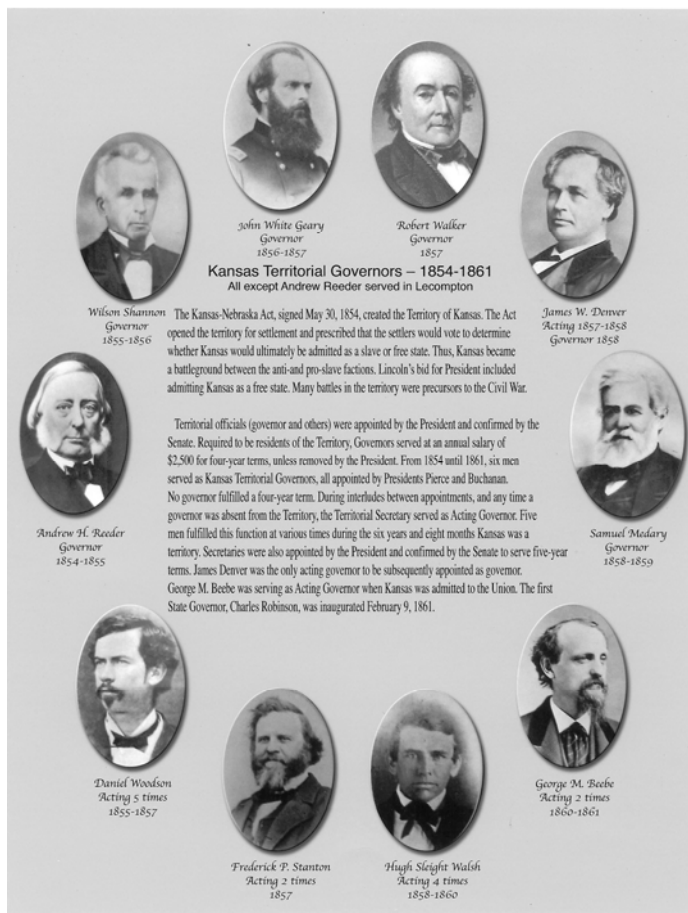 John White Geary
Governor
1856-1857
Robert Walker
Governor
1857
Wilson Shannon
Governor
1855-1856
James W. Denver
Acting 1857-1858
Governor 1858
Kansas Territorial Governors – 1854-1861
All except Andrew Reeder served in Lecompton
The Kansas-Nebraska Act, signed May 30, 1854, created the Territory of Kansas. The Act
opened the territory for settlement and prescribed that the settlers would vote to determine
whether Kansas would ultimately be admitted as a slave or free state. Thus, Kansas became
a battleground between the anti-and pro-slave factions. Lincoln's bid for President included
admitting Kansas as a free state. Many battles in the territory were precursors to the Civil War.
Territorial officials (governor and others) were appointed by the President and confirmed by the
Senate. Required to be residents of the Territory, Governors served at an annual salary of
$2,500 for four-year terms, unless removed by the President. From 1854 until 1861, six men
served as Kansas Territorial Governors, all appointed by Presidents Pierce and Buchanan.
No governor fulfilled a four-year term. During interludes between appointments, and any time a
governor was absent from the Territory, the Territorial Secretary served as Acting Governor. Five
men fulfilled this function at various times during the six years and eight months Kansas was a
territory. Secretaries were also appointed by the President and confirmed by the Senate to serve five-year
terms. James Denver was the only acting governor to be subsequently appointed as governor.
George M. Beebe was serving as Acting Governor when Kansas was admitted to the Union. The first
State Governor, Charles Robinson, was inaugurated February 9, 1861.
Andrew H. Reeder
Governor
1854-1855
Samuel Medary
Governor
1858-1859
Daniel Woodson
Acting 5 times
1855-1857
Frederick P. Stanton
Acting 2 times
1857
Hugh Sleight Walsh
Acting 4 times
1858-1860
George M. Beebe
Acting 2 times
1860-1861